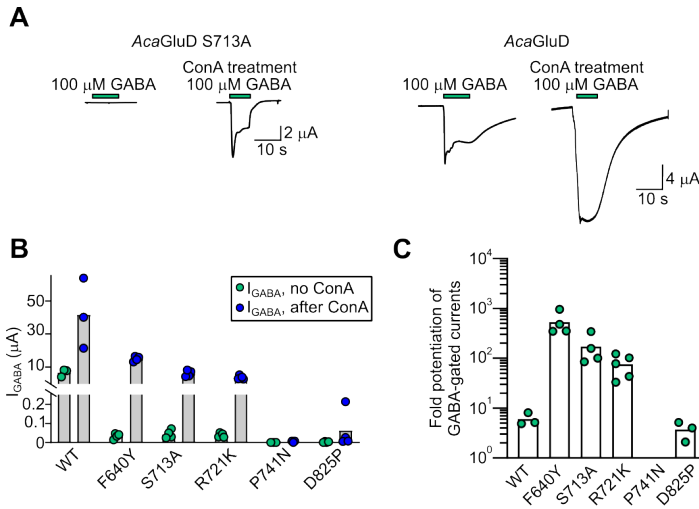 A
AcaGluD S713A
AcaGluD
100 μM GABA
ConA treatment
100 μM GABA
2 μA
10 s
100 μM GABA
ConA treatment
100 μM GABA
4 μA
10 s
B
I_GABA (μA)
50
30
10
0.2
0.1
0
I_GABA, no ConA
I_GABA, after ConA
WT
F640Y
S713A
R721K
P741N
D825P
C
Fold potentiation of
GABA-gated currents
10⁴
10³
10²
10¹
10⁰
WT
F640Y
S713A
R721K
P741N
D825P